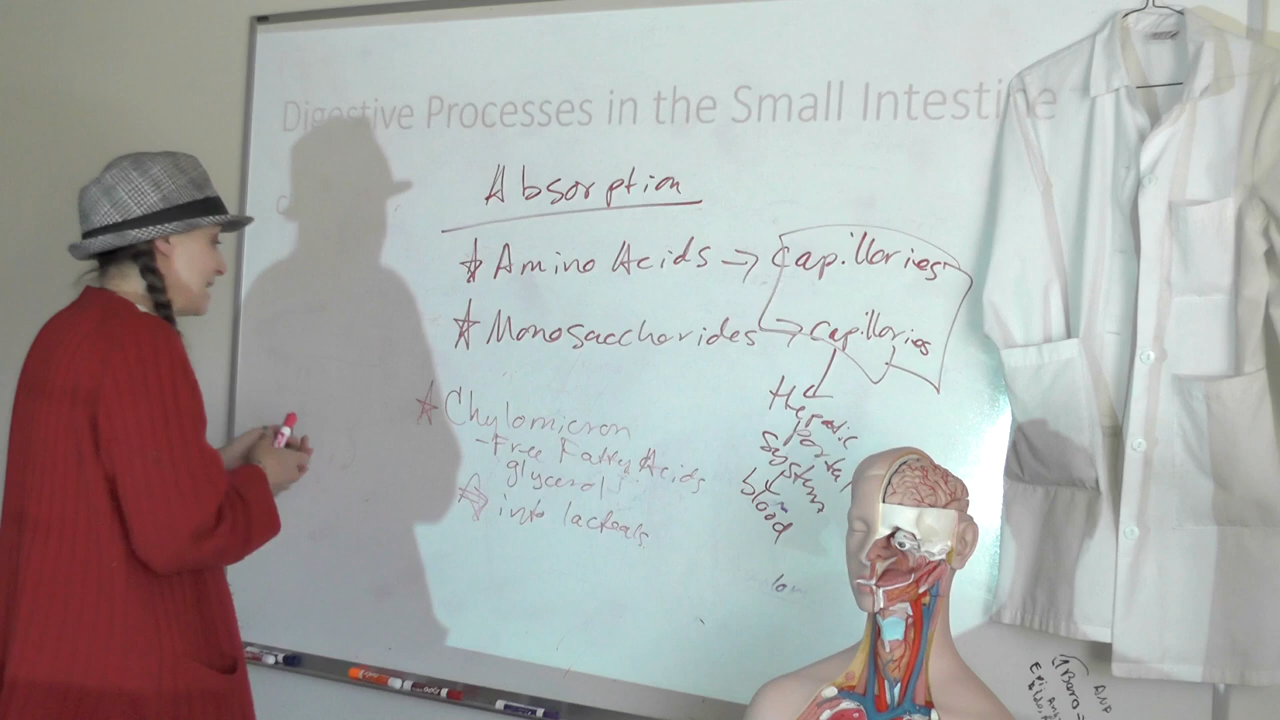 Digestive Processes in the Small Intestine
Absorption
Amino Acids → Capillaries
Monosaccharides → capillaries
Chylomicron
- Free Fatty Acids
glycerol
into lacteals
Hepatic
portal
system
blood